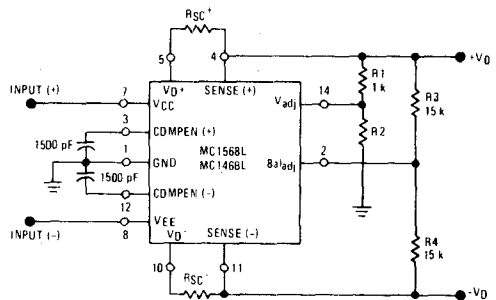 RSC+
5
4
+VO
VD+
SENSE (+)
R1
1 k
R3
15 k
INPUT (+)
7
VCC
Vadj
14
3
COMPEN (+)
R2
1500 pF
1
GND
MC1568L
MC1468L
Baladj
2
1500 pF
COMPEN (-)
12
INPUT (-)
8
VEE
VD-
SENSE (-)
R4
15 k
10
11
RSC-
-VO